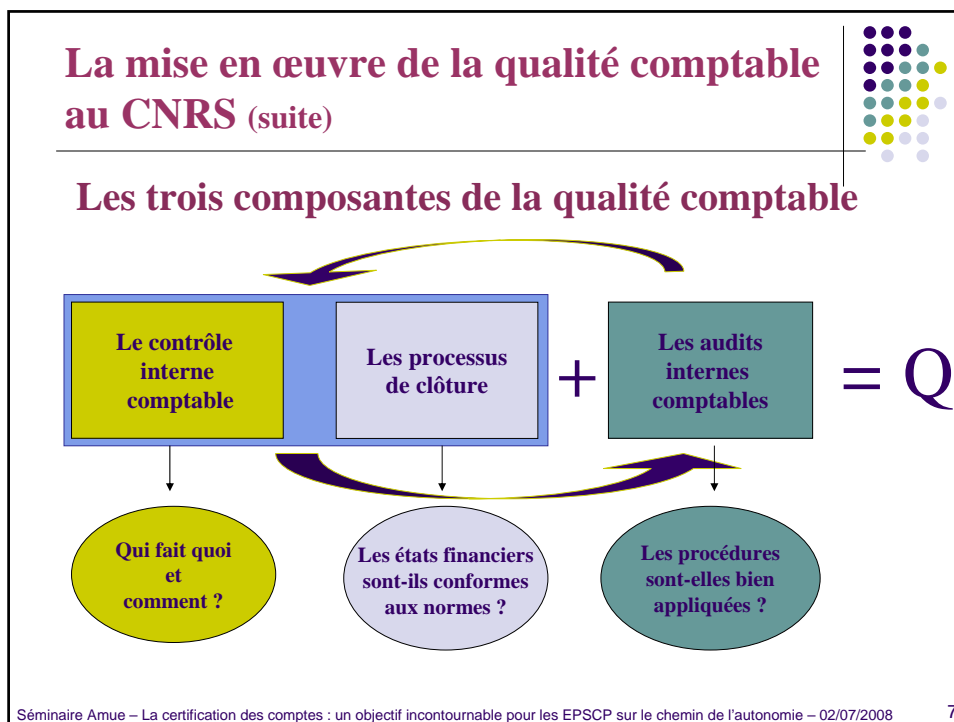 La mise en œuvre de la qualité comptable
au CNRS (suite)
Les trois composantes de la qualité comptable
Le contrôle
interne
comptable
Les processus
de clôture
+
Les audits
internes
comptables
= Q
Qui fait quoi
et
comment ?
Les états financiers
sont-ils conformes
aux normes ?
Les procédures
sont-elles bien
appliquées ?
Séminaire Amue – La certification des comptes : un objectif incontournable pour les EPSCP sur le chemin de l'autonomie – 02/07/2008 7